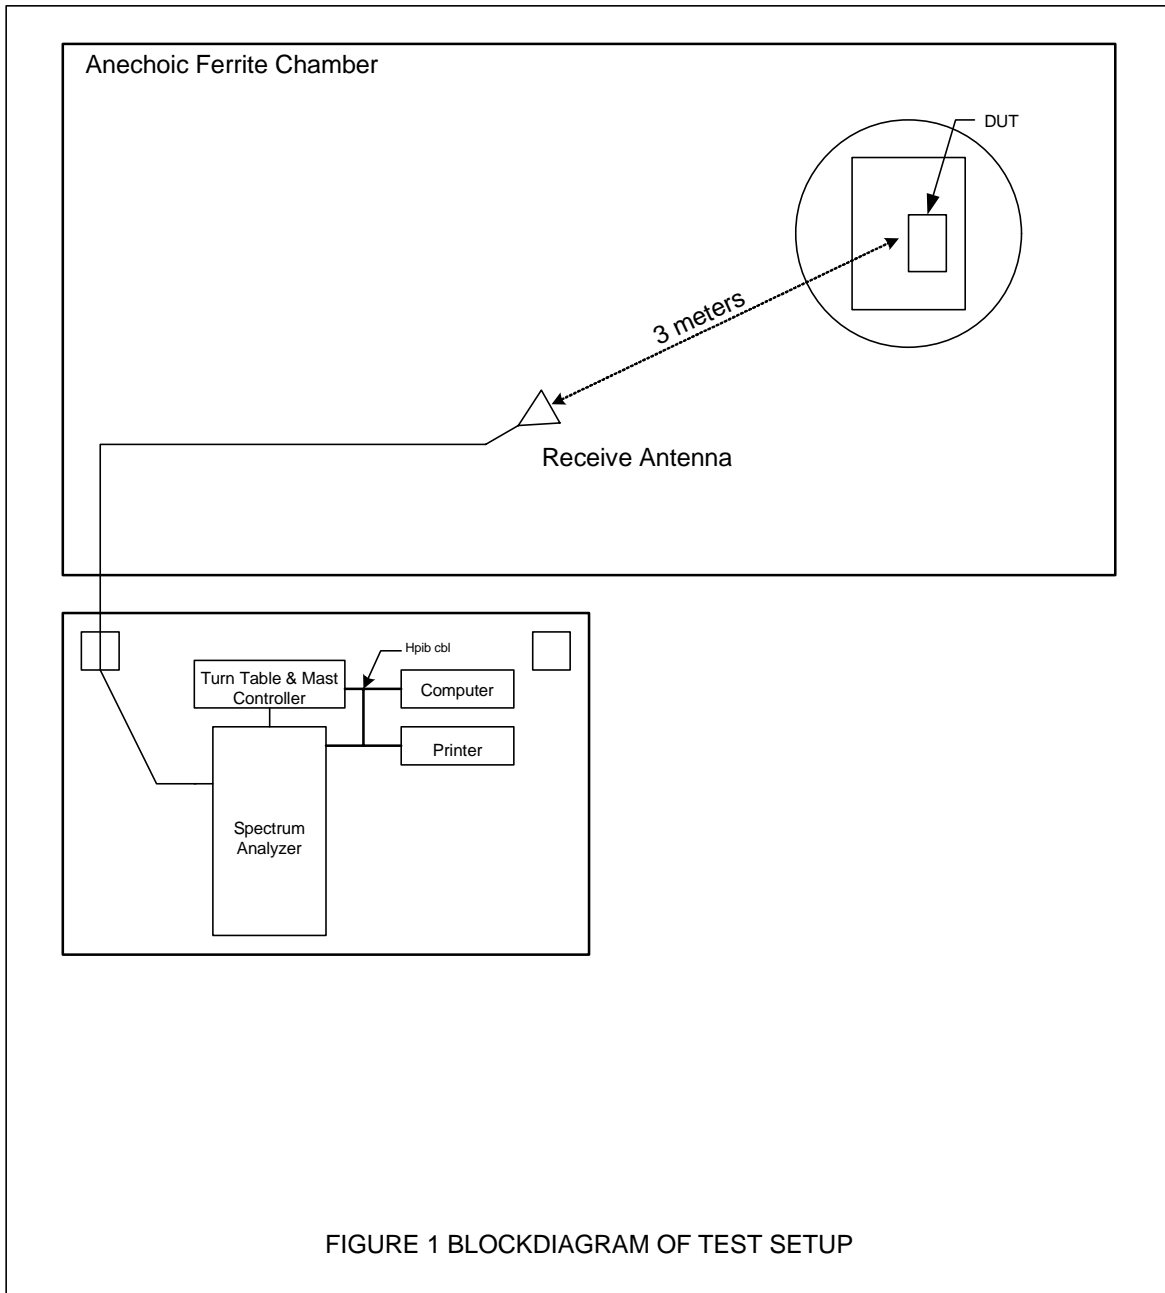 Anechoic Ferrite Chamber
DUT
3 meters
Receive Antenna
Hpib cbl
Turn Table & Mast
Controller
Computer
Printer
Spectrum
Analyzer
FIGURE 1 BLOCKDIAGRAM OF TEST SETUP